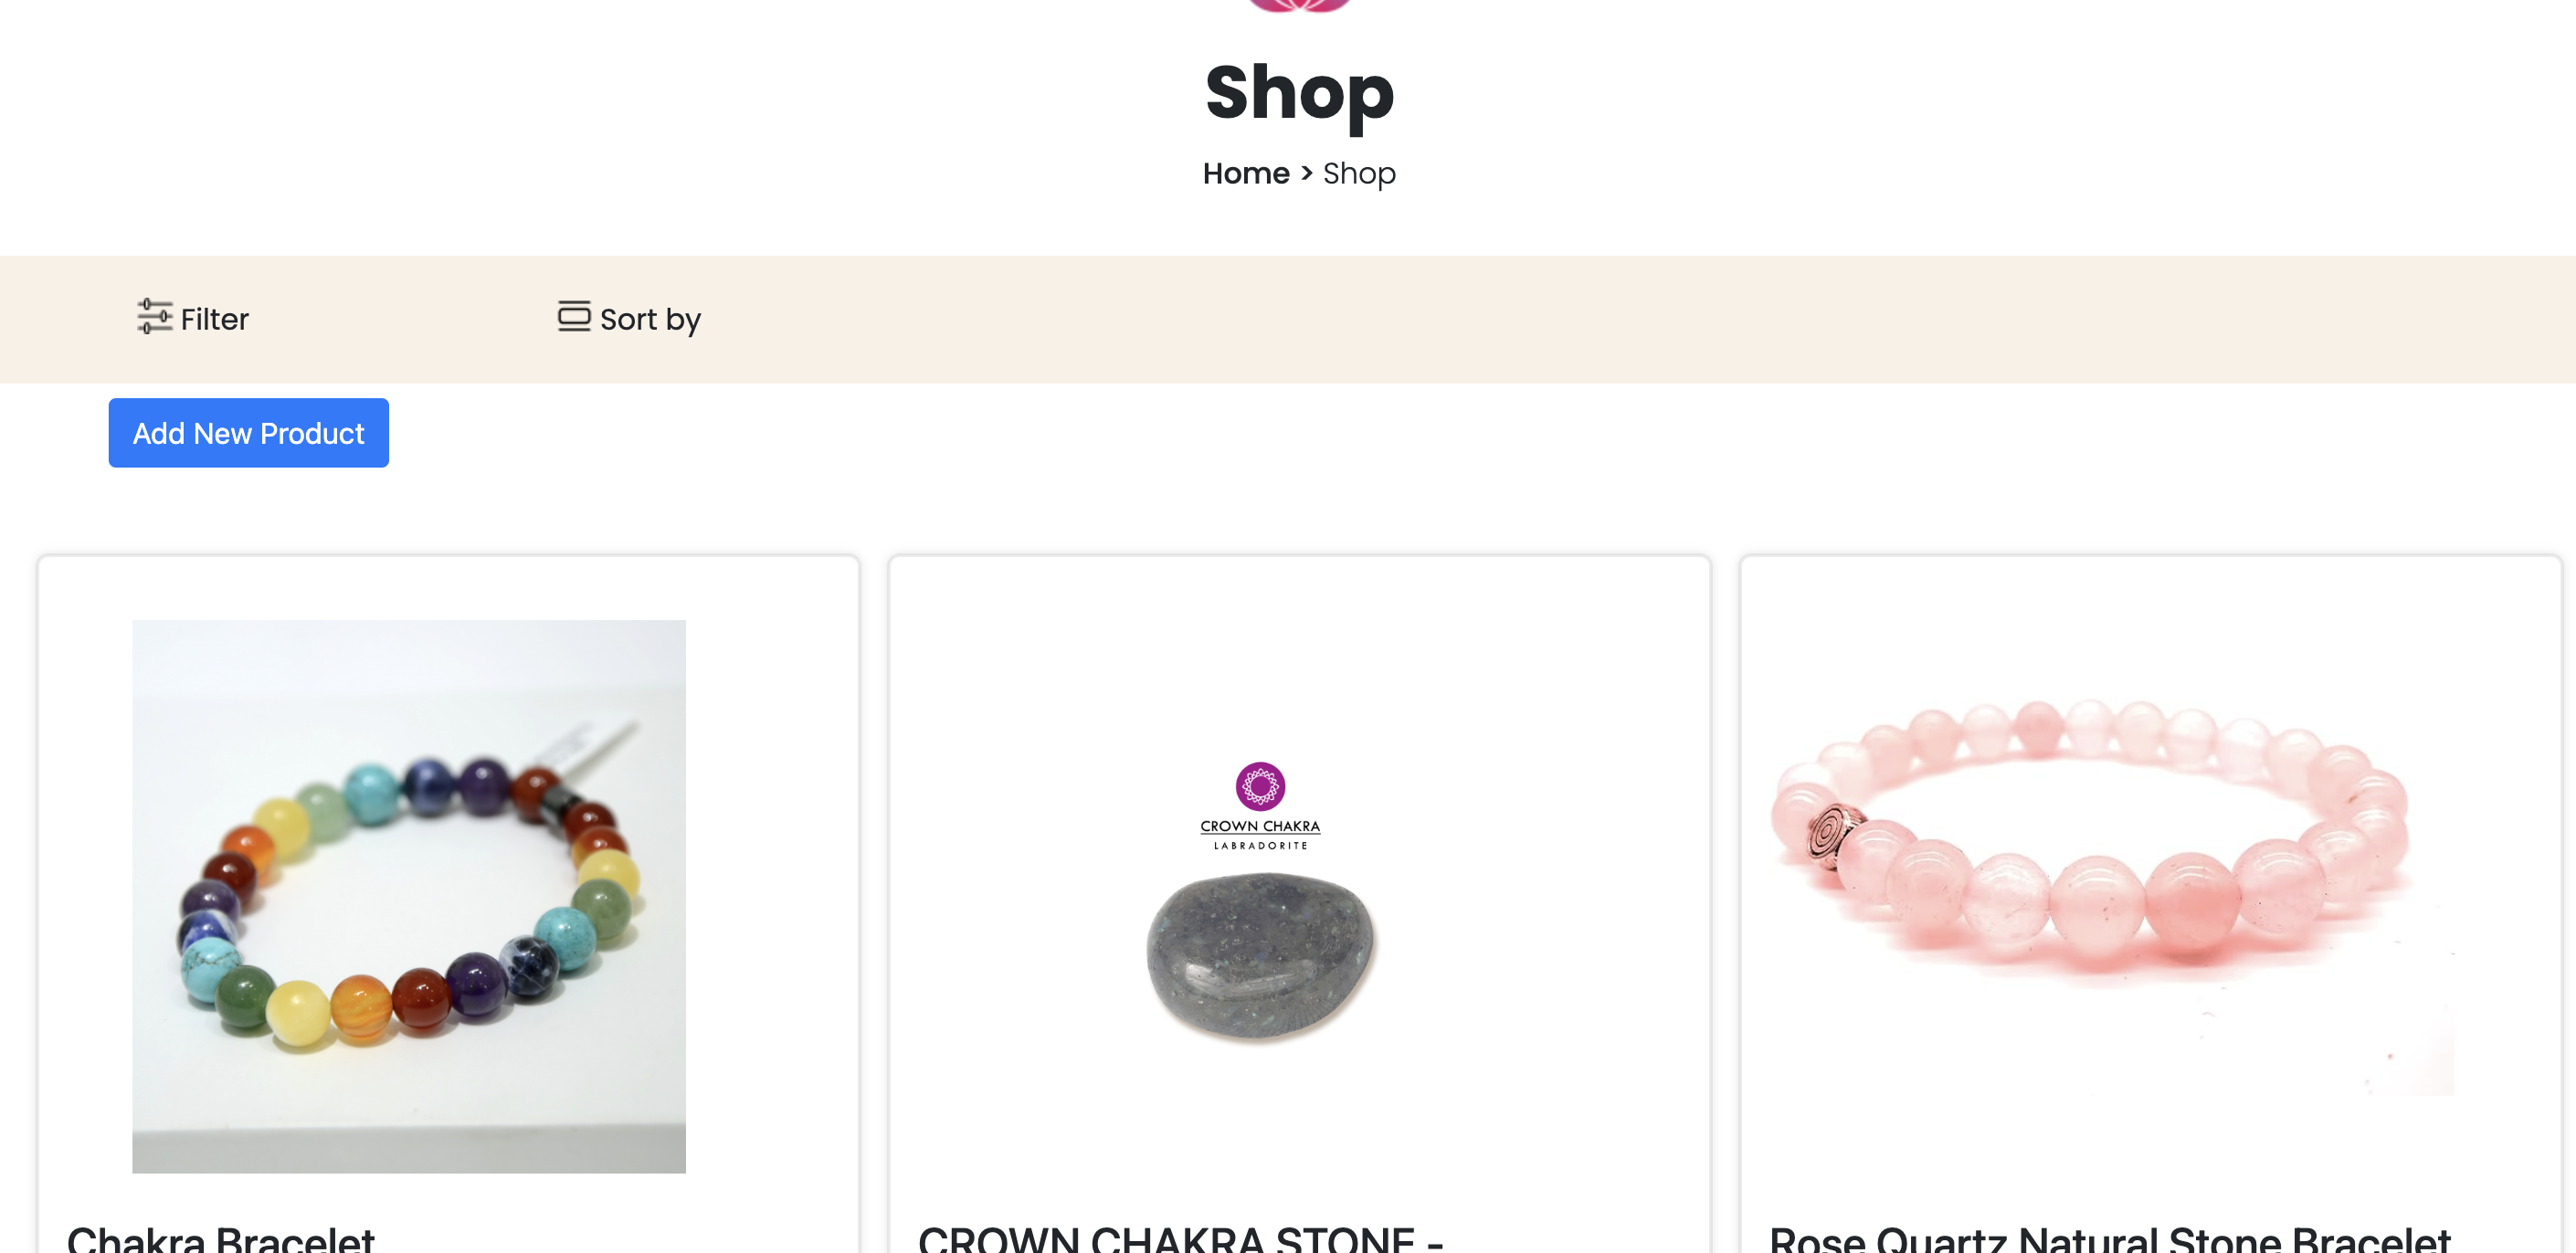 Shop
Home > Shop
Filter
Sort by
Add New Product
CROWN CHAKRA
LABRADORITE
Chakra Bracelet
CROWN CHAKRA STONE -
Rose Quartz Natural Stone Bracelet